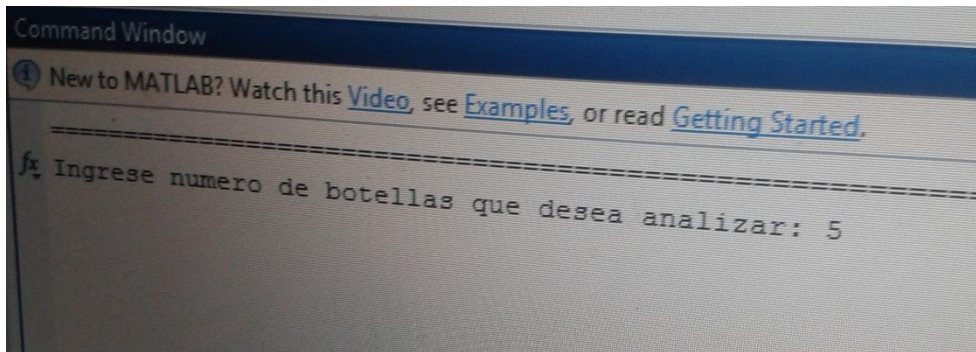 Command Window
New to MATLAB? Watch this Video, see Examples, or read Getting Started.
================================================================
fx Ingrese numero de botellas que desea analizar: 5